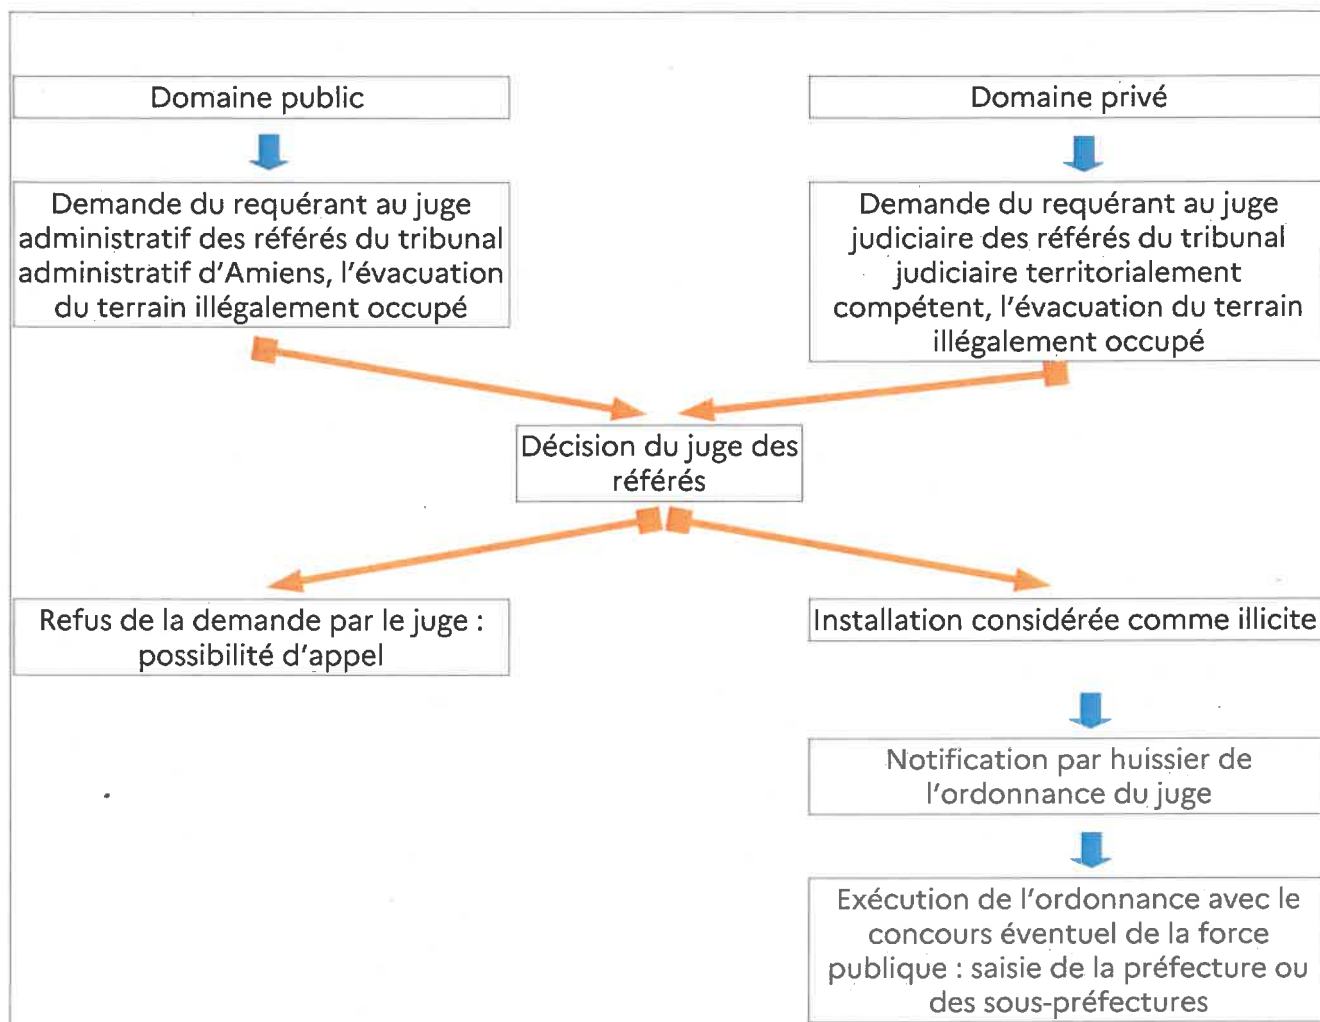 Domaine public
Domaine privé
Demande du requérant au juge
administratif des référés du tribunal
administratif d'Amiens, l'évacuation
du terrain illégalement occupé
Demande du requérant au juge
judiciaire des référés du tribunal
judiciaire territorialement
compétent, l'évacuation du terrain
illégalement occupé
Décision du juge des
référés
Refus de la demande par le juge :
possibilité d'appel
Installation considérée comme illicite
Notification par huissier de
l'ordonnance du juge
Exécution de l'ordonnance avec le
concours éventuel de la force
publique : saisie de la préfecture ou
des sous-préfectures